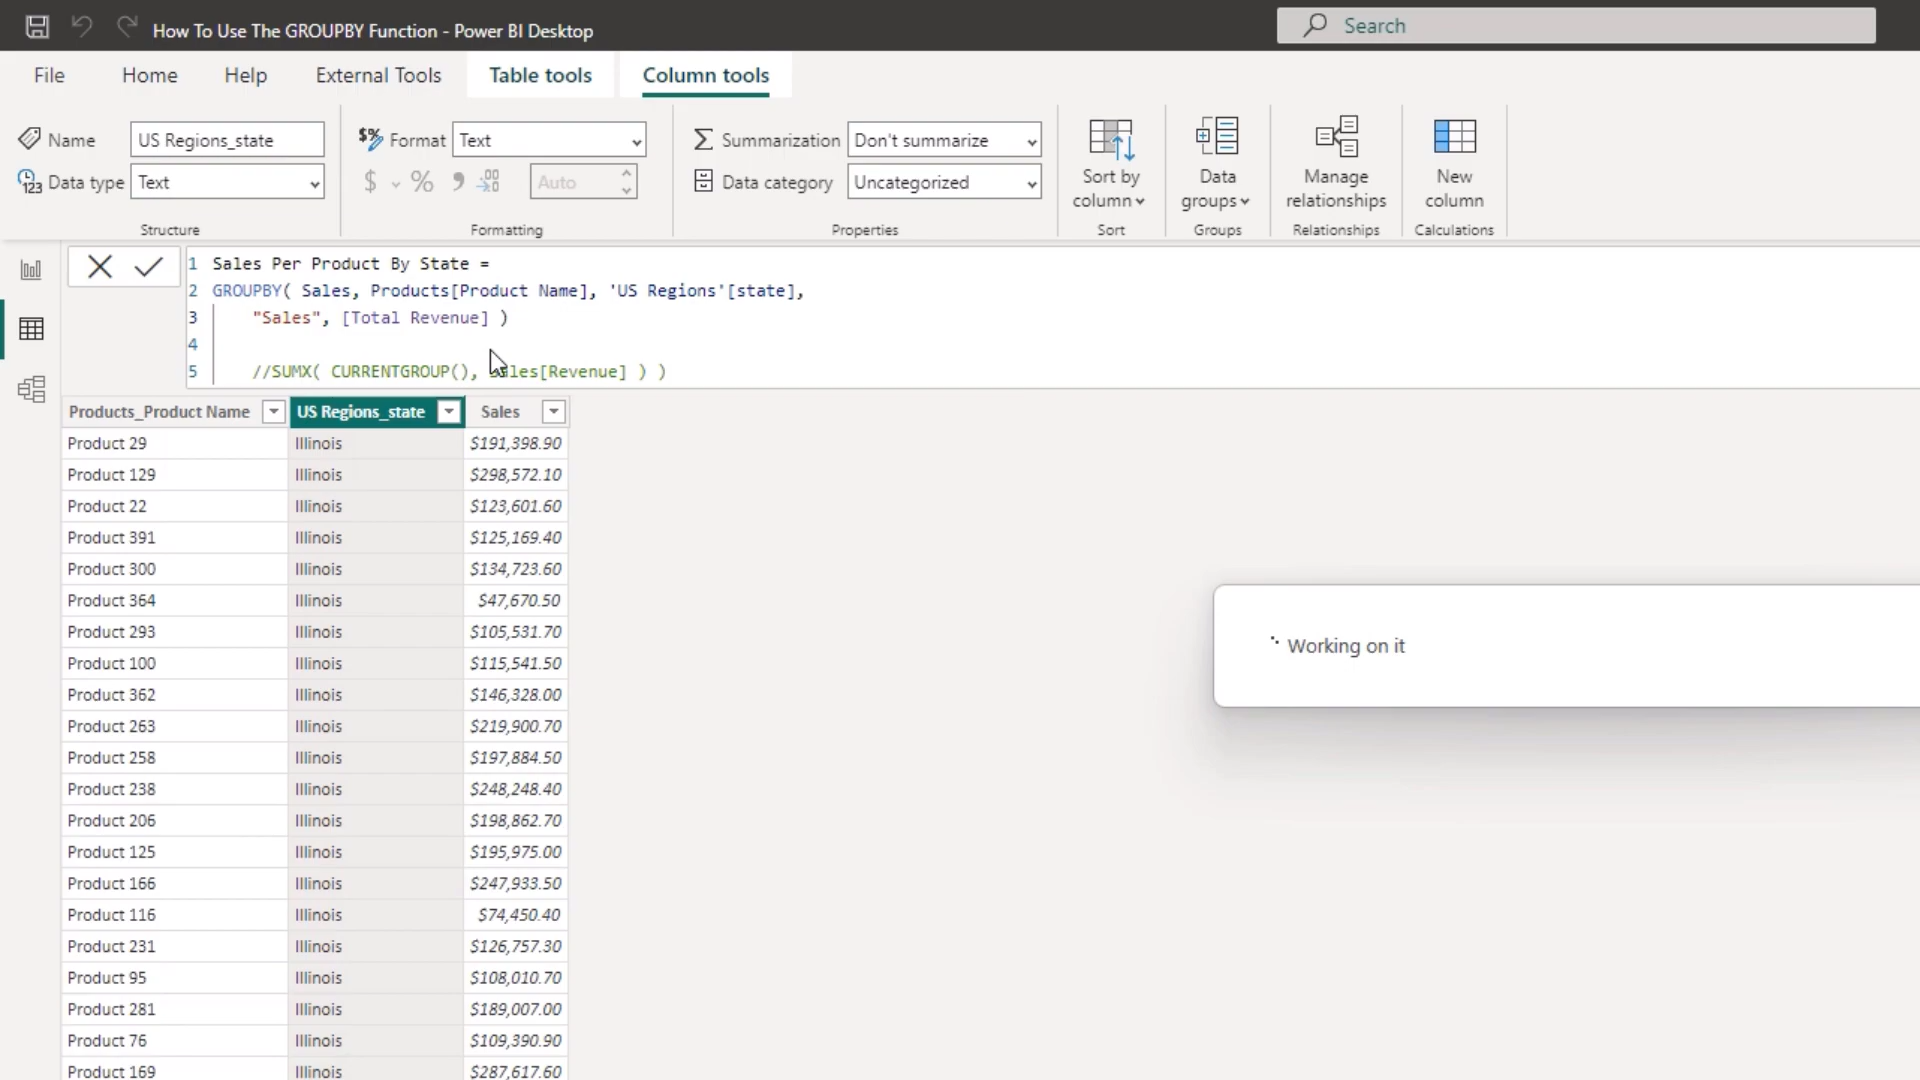 How To Use The GROUPBY Function - Power BI Desktop
Search
File Home Help External Tools Table tools Column tools
Name US Regions_state
Data type Text
Structure
$% Format Text
$ % Auto
Formatting
Summarization Don't summarize
Data category Uncategorized
Properties
Sort by
column
Sort
Data
groups
Groups
Manage
relationships
Relationships
New
column
Calculations
1 Sales Per Product By State =
2 GROUPBY( Sales, Products[Product Name], 'US Regions'[state],
3 "Sales", [Total Revenue] )
4
5 //SUMX( CURRENTGROUP(), Sales[Revenue] ) )
Products_Product Name US Regions_state Sales
Product 29 Illinois $191,398.90
Product 129 Illinois $298,572.10
Product 22 Illinois $123,601.60
Product 391 Illinois $125,169.40
Product 300 Illinois $134,723.60
Product 364 Illinois $47,670.50
Product 293 Illinois $105,531.70
Product 100 Illinois $115,541.50
Product 362 Illinois $146,328.00
Product 263 Illinois $219,900.70
Product 258 Illinois $197,884.50
Product 238 Illinois $248,248.40
Product 206 Illinois $198,862.70
Product 125 Illinois $195,975.00
Product 166 Illinois $247,933.50
Product 116 Illinois $74,450.40
Product 231 Illinois $126,757.30
Product 95 Illinois $108,010.70
Product 281 Illinois $189,007.00
Product 76 Illinois $109,390.90
Product 169 Illinois $287,617.60
Working on it